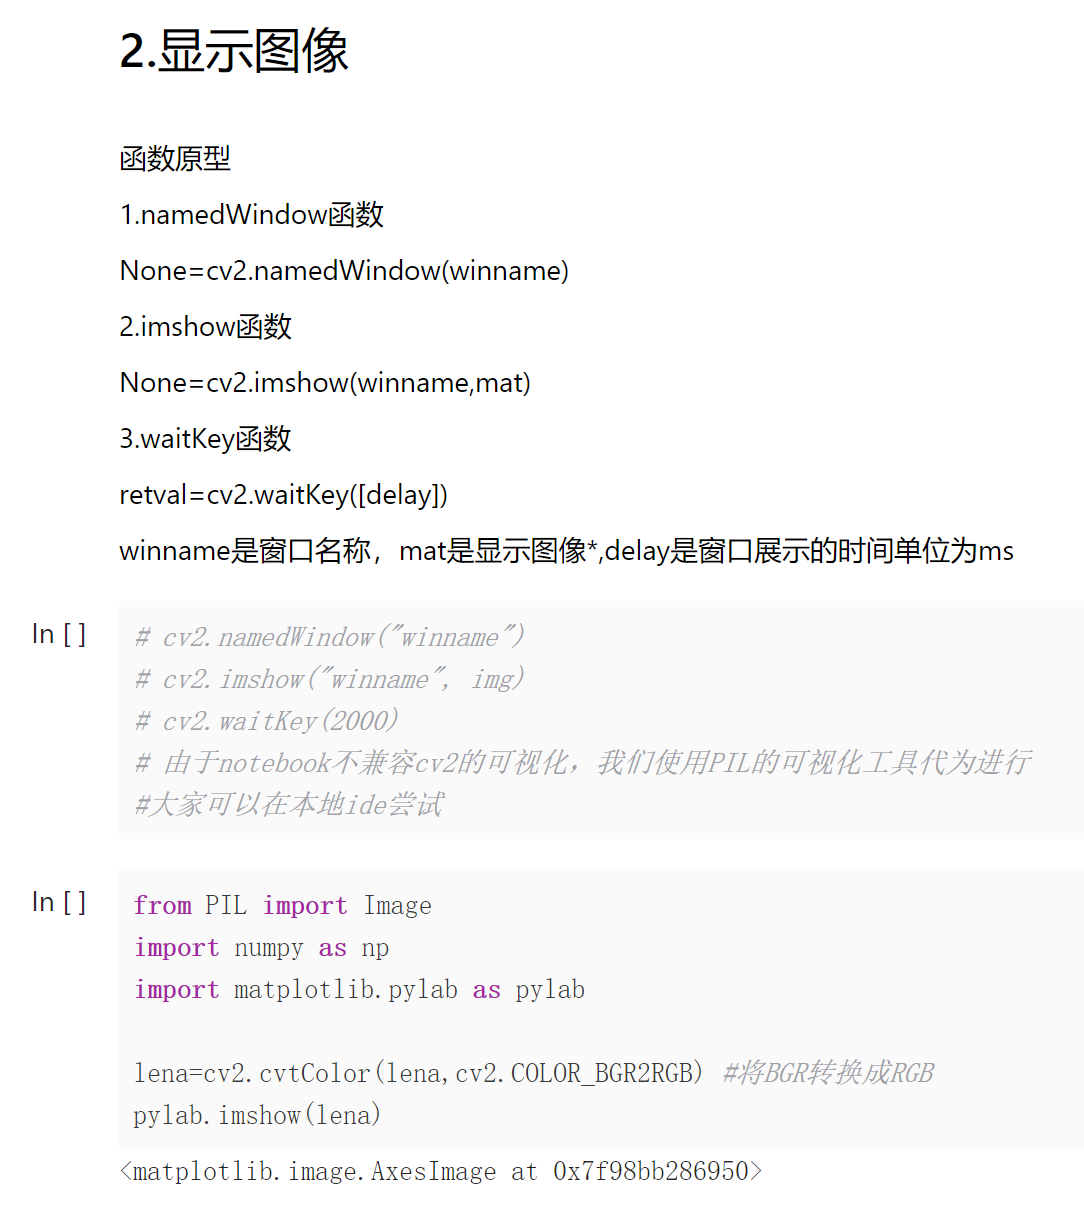 2.显示图像
函数原型
1.namedWindow函数
None=cv2.namedWindow(winname)
2.imshow函数
None=cv2.imshow(winname,mat)
3.waitKey函数
retval=cv2.waitKey([delay])
winname是窗口名称，mat是显示图像*,delay是窗口展示的时间单位为ms
In [ ]
# cv2.namedWindow("winname")
# cv2.imshow("winname", img)
# cv2.waitKey(2000)
# 由于notebook不兼容cv2的可视化，我们使用PIL的可视化工具代为进行
#大家可以在本地ide尝试
In [ ]
from PIL import Image
import numpy as np
import matplotlib.pylab as pylab
lena=cv2.cvtColor(lena,cv2.COLOR_BGR2RGB) #将BGR转换成RGB
pylab.imshow(lena)
<matplotlib.image.AxesImage at 0x7f98bb286950>